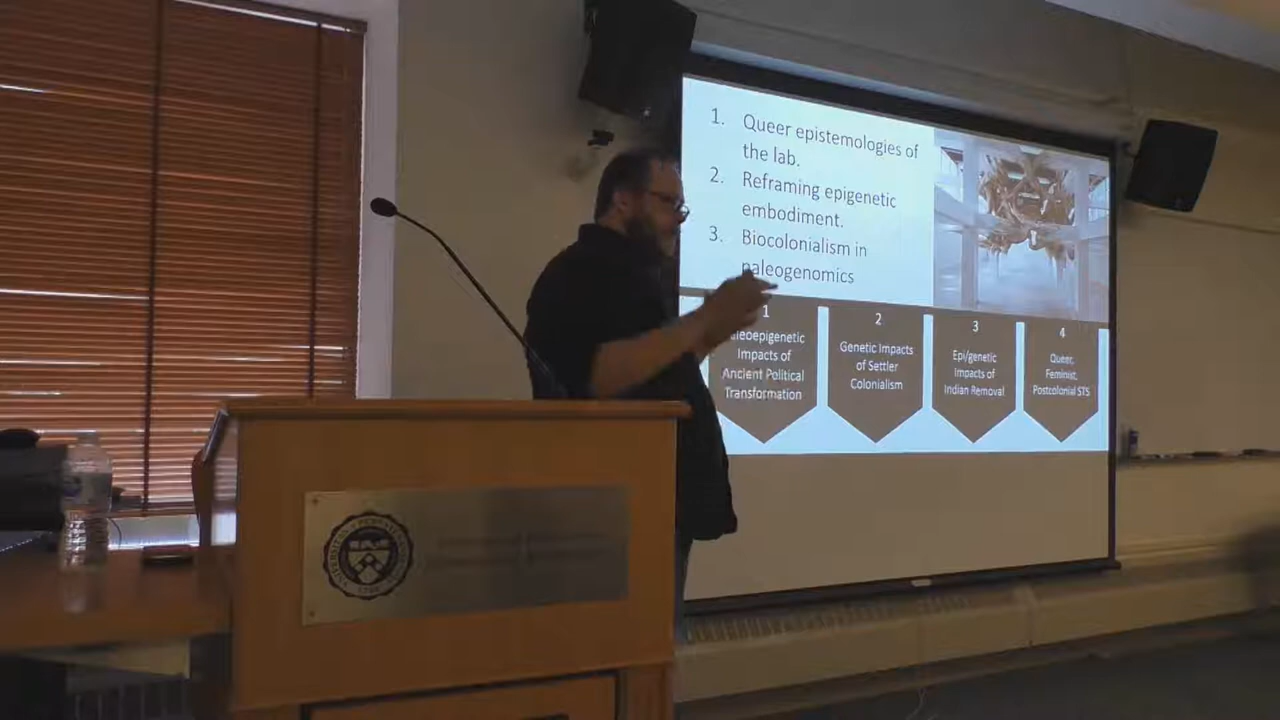 1. Queer epistemologies of
the lab.
2. Reframing epigenetic
embodiment.
3. Biocolonialism in
paleogenomics
1
Impacts of
Ancient Political
Transformation
2
Genetic Impacts
of Settler
Colonialism
3
Epi/genetic
Impacts of
Indian Removal
4
Queer,
Feminist,
Postcolonial STS